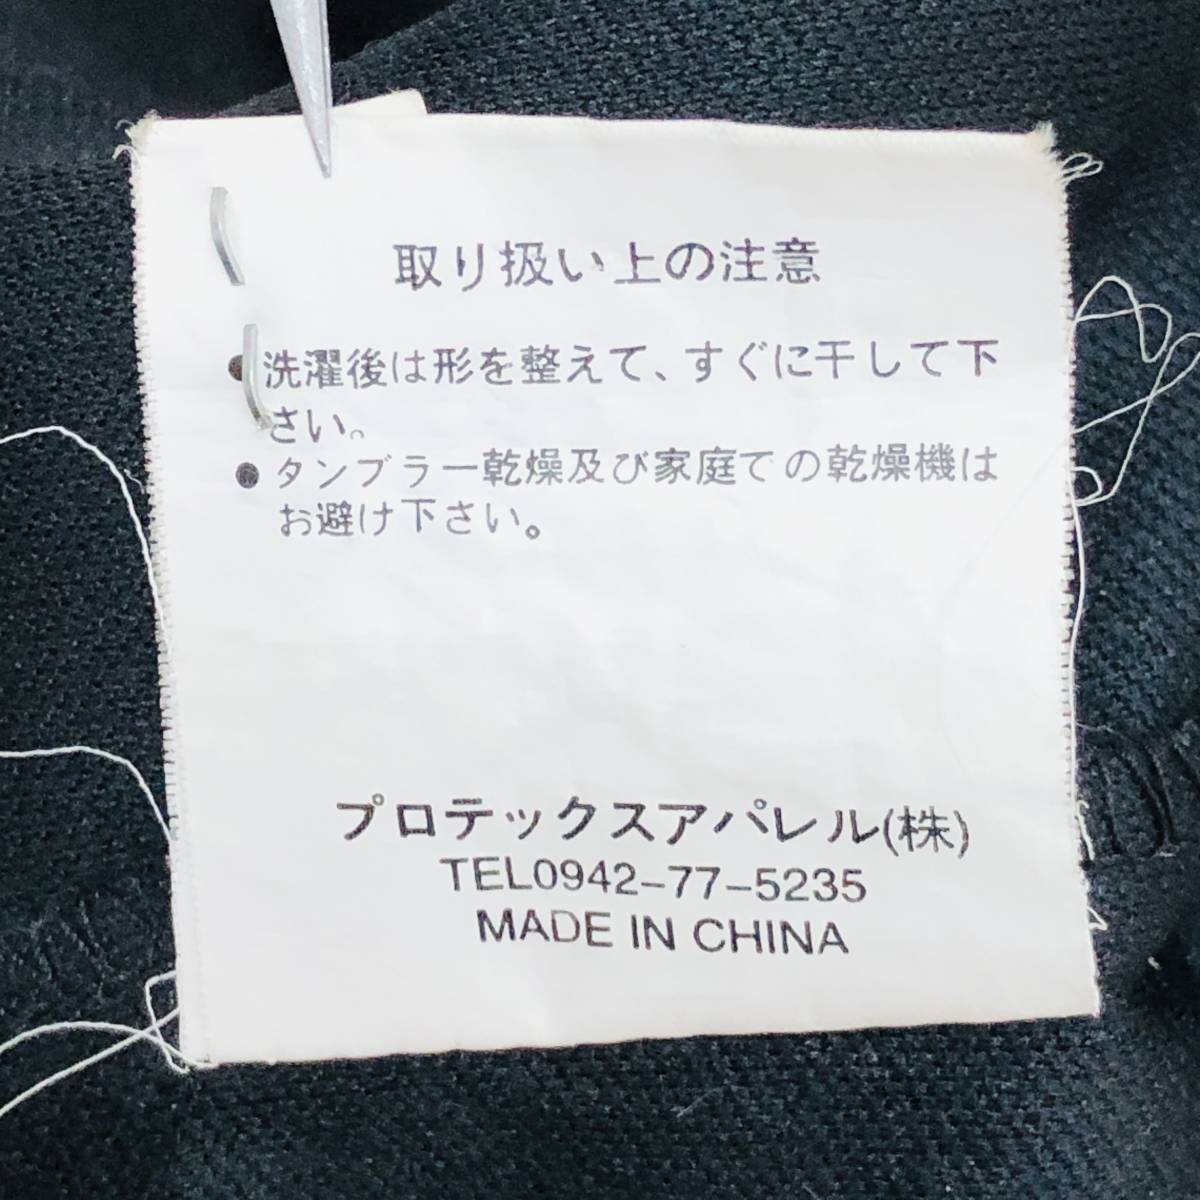 取り扱い上の注意
●洗濯後は形を整えて、すぐに干して下
さい。
●タンブラー乾燥及び家庭での乾燥機は
お避け下さい。
プロテックスアパレル(株)
TEL0942-77-5235
MADE IN CHINA